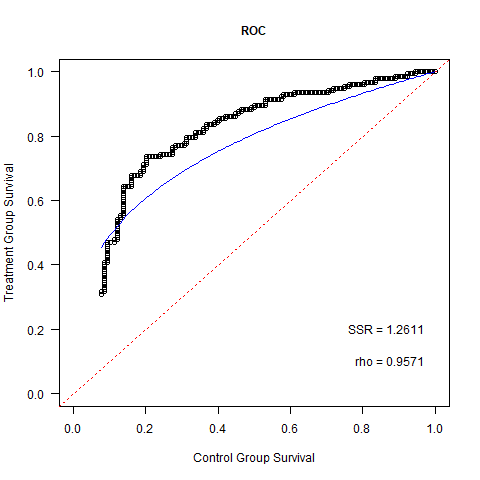 ROC
1.0
0.8
0.6
0.4
0.2
0.0
Treatment Group Survival
SSR = 1.2611
rho = 0.9571
0.0 0.2 0.4 0.6 0.8 1.0
Control Group Survival